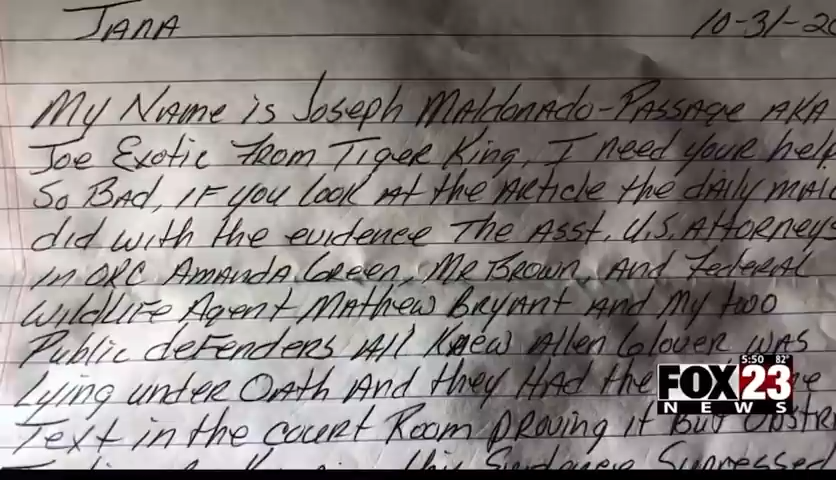 JANA 10-31-20
My Name is Joseph Maldonado-Passage AKA
Joe Exotic From Tiger King, I need your help
So BAD, IF you look At the Article the daily mail
did with the evidence The Asst. U.S. Attorneys
in OKC Amanda Green, Mr Brown, And Federal
Wildlife Agent Mathew Bryant And My two
Public deFenders All Knew Allen Glover WAS
Lying under OAth And they HAd the
Text in the court Room proving it But Obstr
this Suppressed
5:50 82°
FOX 23
NEWS